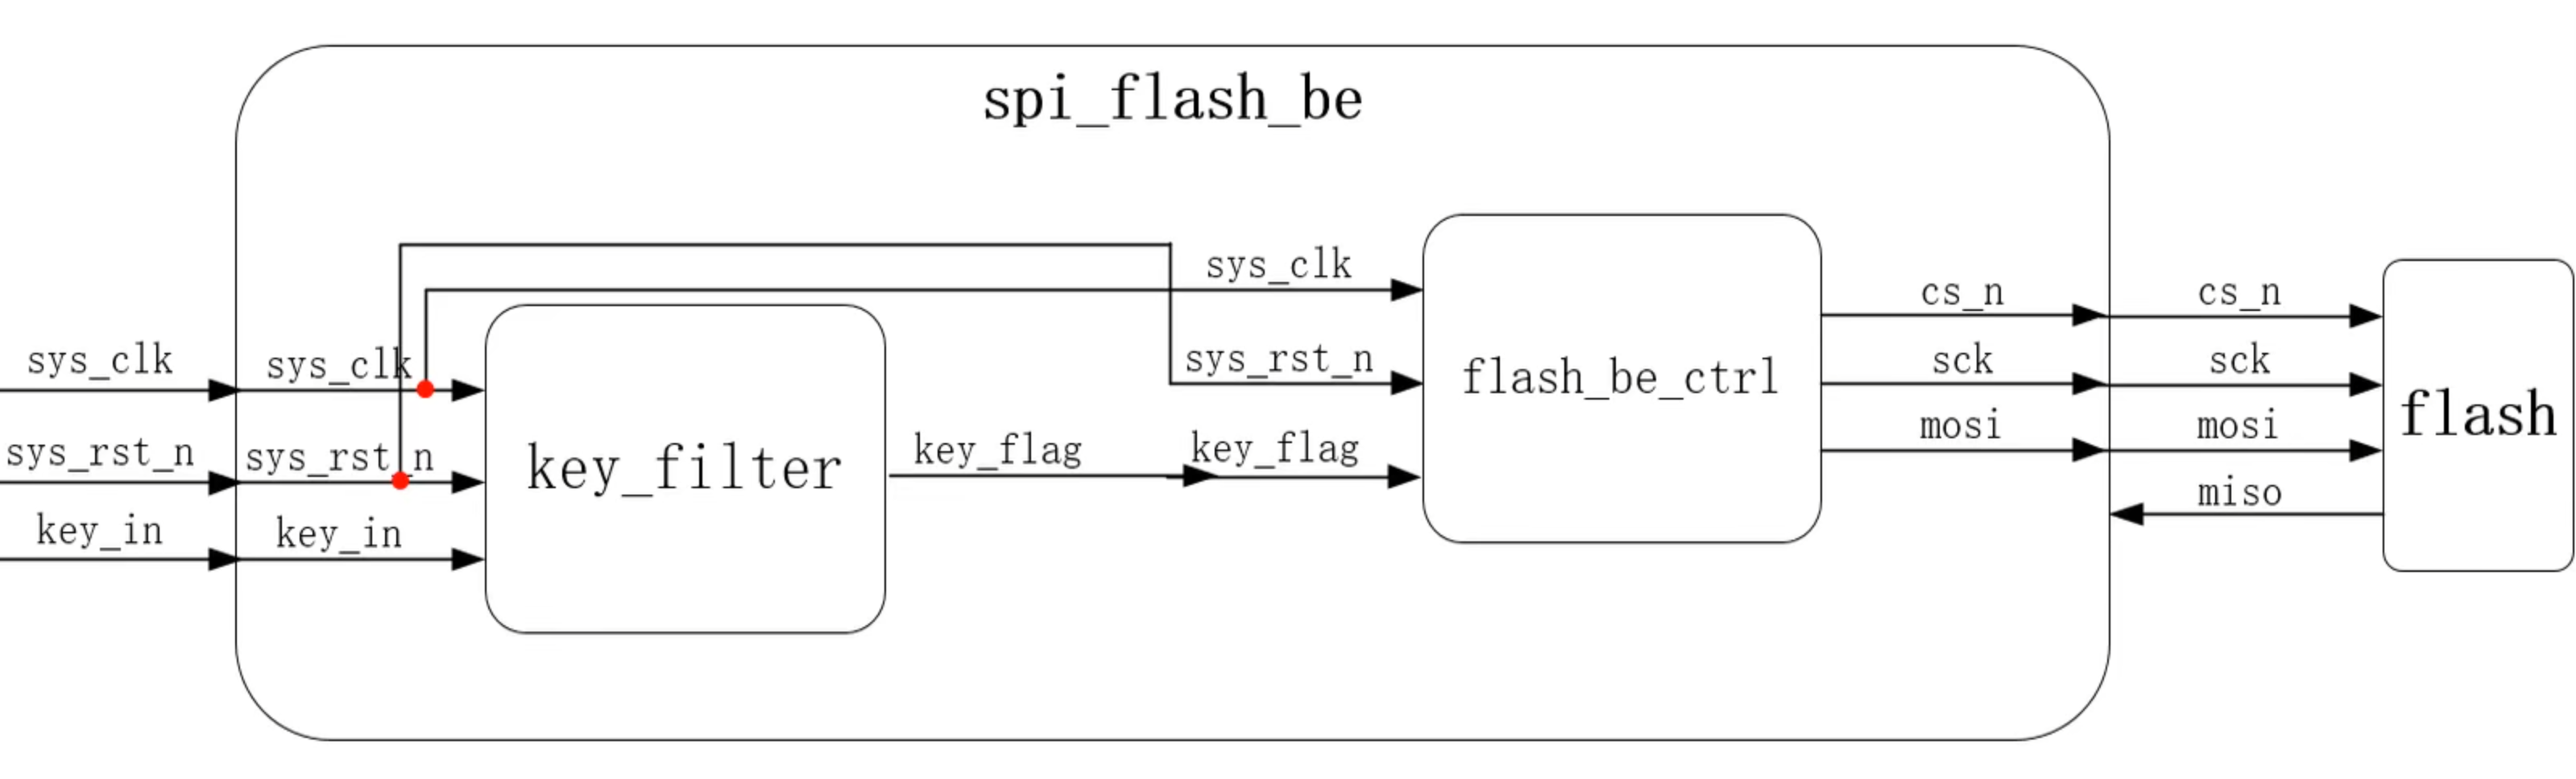 spi_flash_be
sys_clk
sys_clk
sys_clk
sys_rst_n
sys_rst_n
sys_rst_n
key_in
key_in
key_filter
key_flag
key_flag
flash_be_ctrl
cs_n
cs_n
sck
sck
mosi
mosi
miso
flash